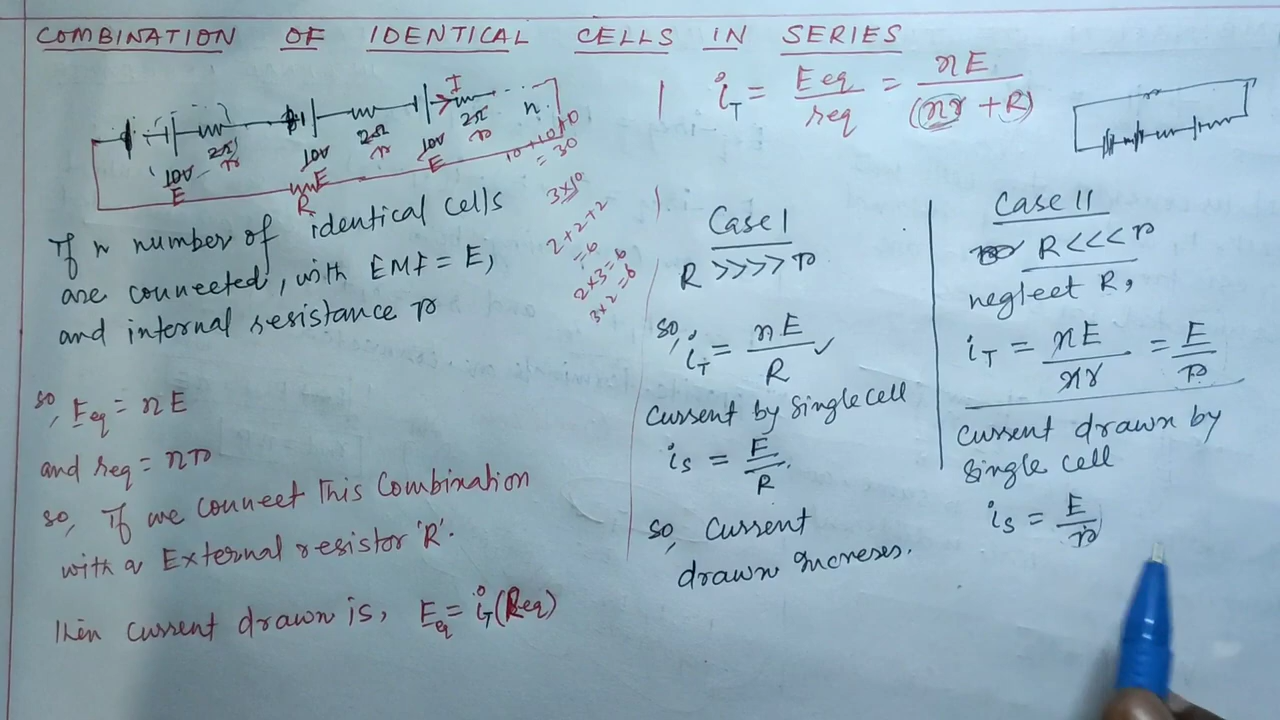 COMBINATION OF IDENTICAL CELLS IN SERIES
I
2Ω 2Ω 2Ω n
r r r
10V 10V 10V
E E E
R
10+10+10
= 30
3×10
2+2+2
= 6
2×3=6
3×2=6
If n number of identical cells
are connected, with EMF = E,
and internal resistance r
so, Eeq = nE
and req = nr
so, If we connect This Combination
with a External resistor 'R'.
Then current drawn is, Eeq = iT(Req)
iT = Eeq/req = nE/(nr + R)
Case I
R >>>> r
so, iT = nE/R ✓
Current by Single cell
is = E/R.
so, Current
drawn Increses.
Case II
R <<< r
neglect R,
iT = nE/nr = E/r
Current drawn by
Single cell
is = E/r